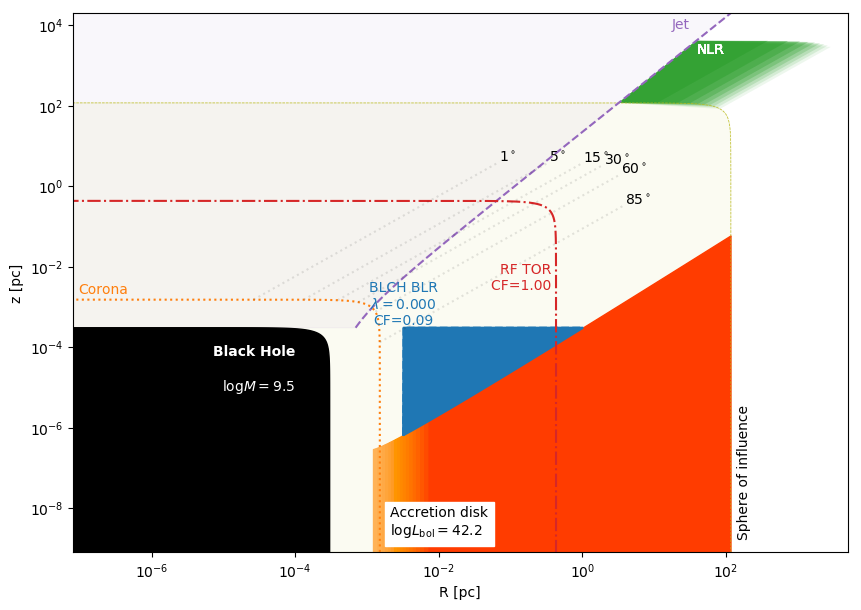 Jet
NLR
1°
5°
15°
30°
60°
85°
RF TOR
CF=1.00
Corona
BLCH BLR
λ = 0.000
CF=0.09
Black Hole
logM = 9.5
Accretion disk
logL_bol = 42.2
Sphere of influence
10^4
10^2
10^0
10^-2
10^-4
10^-6
10^-8
z [pc]
10^-6
10^-4
10^-2
10^0
10^2
R [pc]